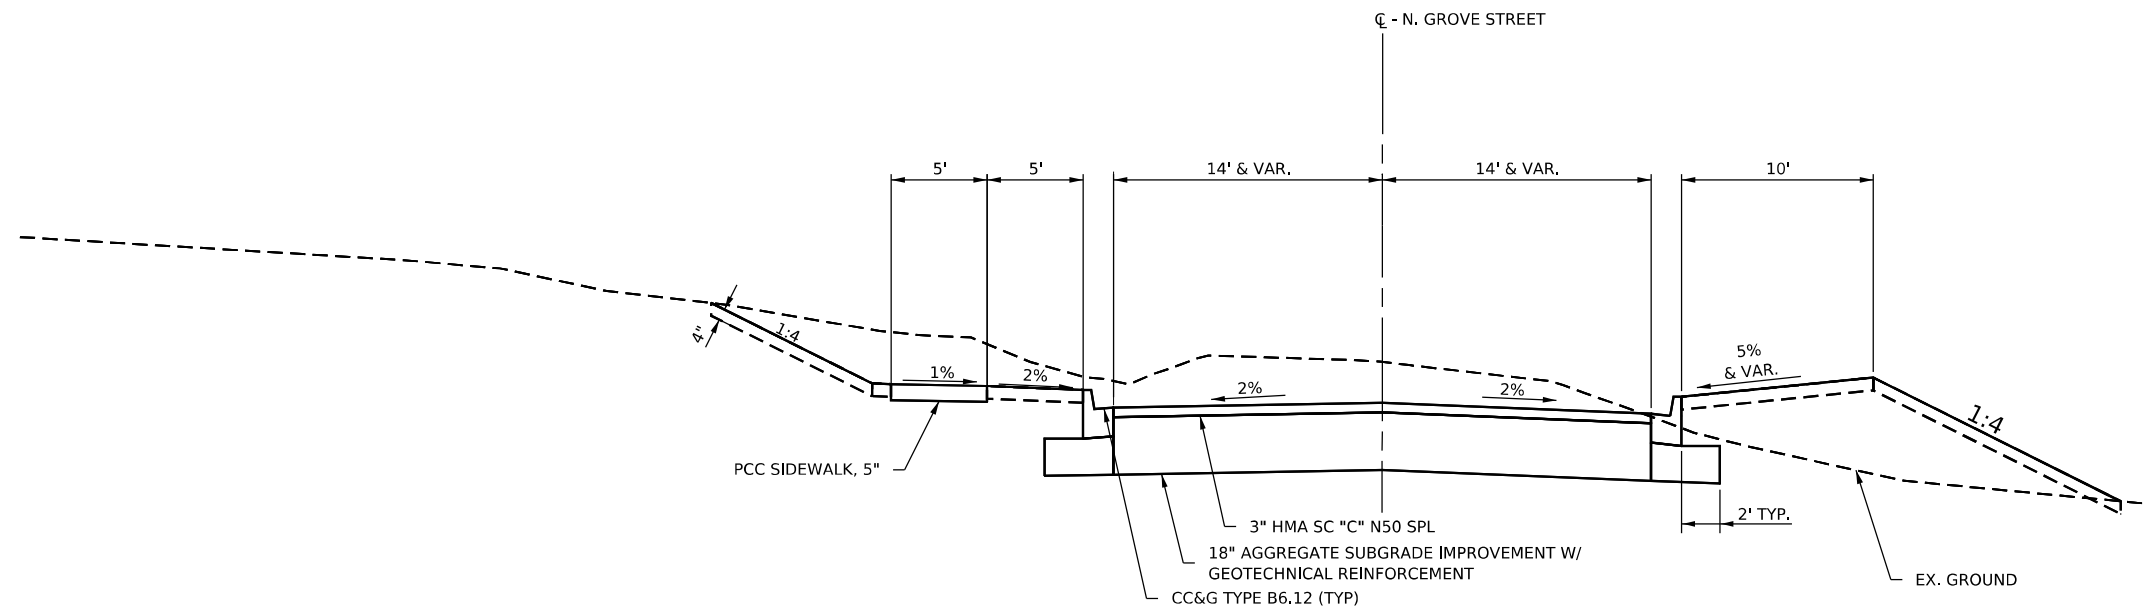 ℄ - N. GROVE STREET
5'
5'
14' & VAR.
14' & VAR.
10'
4"
1:4
1%
2%
2%
2%
5%
& VAR.
1:4
PCC SIDEWALK, 5"
3" HMA SC "C" N50 SPL
2' TYP.
18" AGGREGATE SUBGRADE IMPROVEMENT W/
GEOTECHNICAL REINFORCEMENT
EX. GROUND
CC&G TYPE B6.12 (TYP)